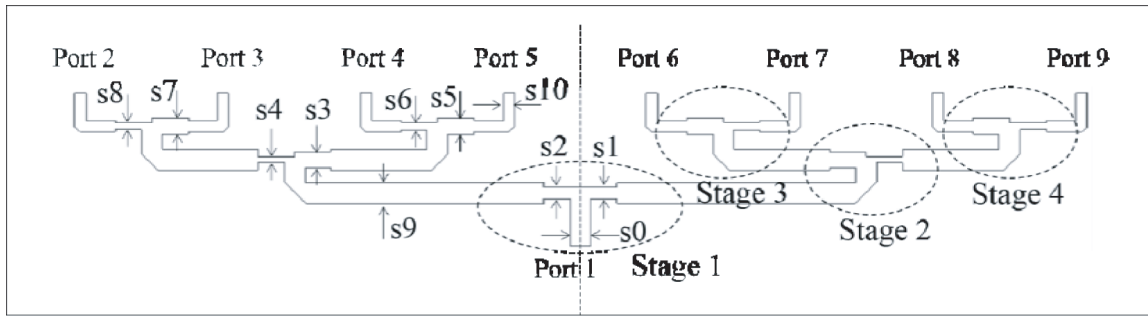 Port 2 Port 3 Port 4 Port 5 Port 6 Port 7 Port 8 Port 9
s8 s7 s4 s3 s6 s5 s10
s2 s1
Stage 3 Stage 4
Stage 2
s9 s0
Port 1 Stage 1